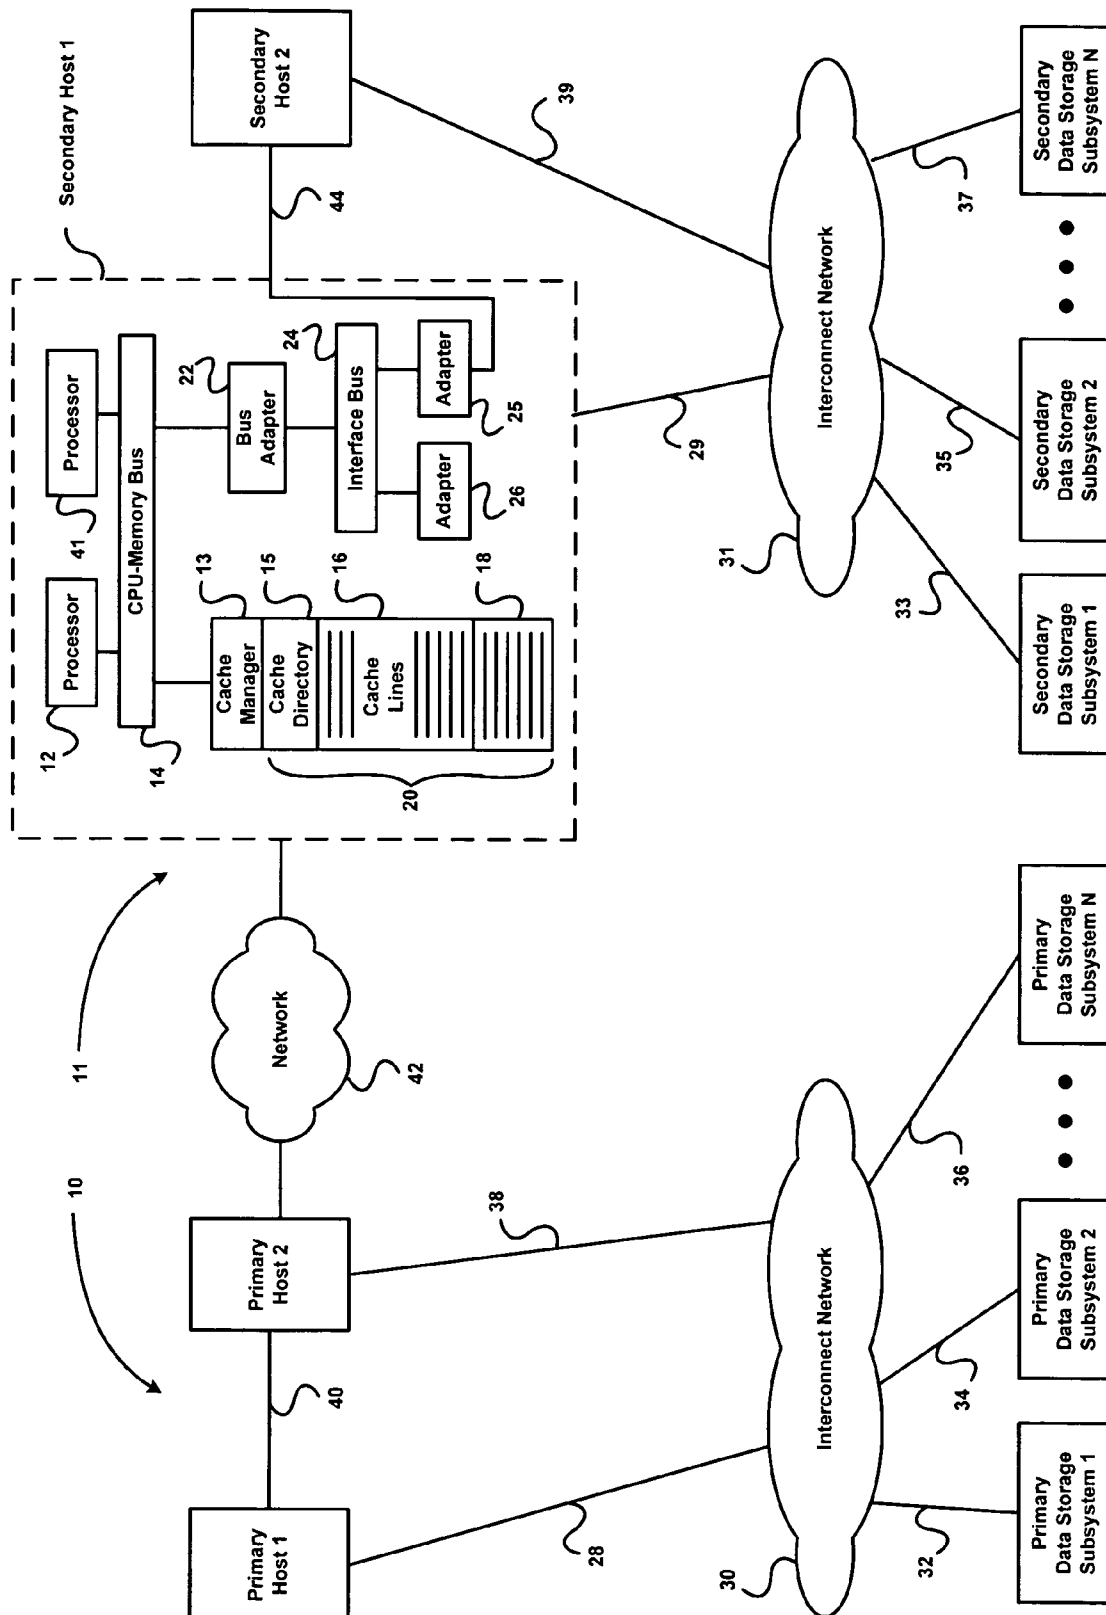 Secondary Host 1
10
11
Primary
Host 1
40
Primary
Host 2
Network
42
12
Processor
41
Processor
14
CPU-Memory Bus
Cache
Manager
13
Cache
Directory
15
Cache
Lines
16
18
20
22
Bus
Adapter
24
Interface Bus
Adapter
26
Adapter
25
44
Secondary
Host 2
28
38
29
39
30
Interconnect Network
31
Interconnect Network
32
34
36
33
35
37
Primary
Data Storage
Subsystem 1
Primary
Data Storage
Subsystem 2
Primary
Data Storage
Subsystem N
Secondary
Data Storage
Subsystem 1
Secondary
Data Storage
Subsystem 2
Secondary
Data Storage
Subsystem N